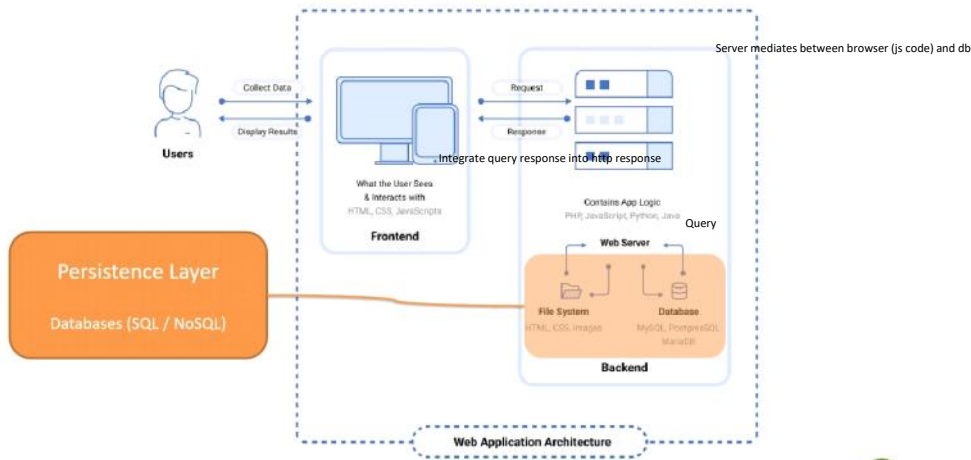 Server mediates between browser (js code) and db
Collect Data
Display Results
Users
Request
Response
Integrate query response into http response
What the User Sees
& Interacts with
HTML, CSS, JavaScripts
Frontend
Contains App Logic
PHP, JavaScript, Python, Java
Query
Web Server
Persistence Layer
Databases (SQL / NoSQL)
File System
HTML, CSS, Images
Database
MySQL, PostgreSQL,
MariaDB
Backend
Web Application Architecture